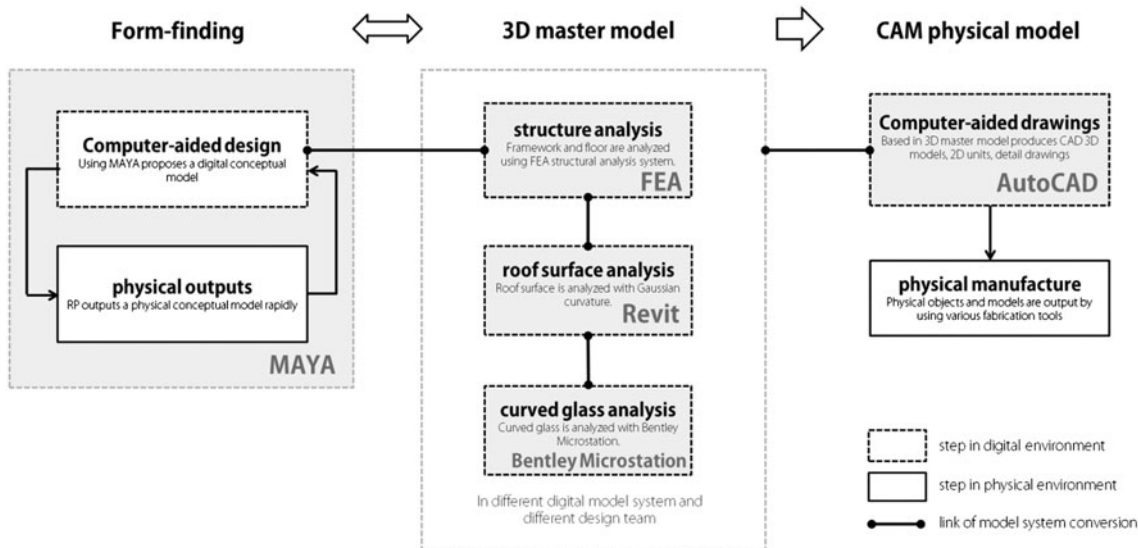 Form-finding
3D master model
CAM physical model
Computer-aided design
Using MAYA proposes a digital conceptual
model
physical outputs
RP outputs a physical conceptual model rapidly
MAYA
structure analysis
Framework and floor are analyzed
using FEA structural analysis system.
FEA
roof surface analysis
Roof surface is analyzed with Gaussian
curvature.
Revit
curved glass analysis
Curved glass is analyzed with Bentley
Microstation.
Bentley Microstation
In different digital model system and
different design team
Computer-aided drawings
Based in 3D master model produces CAD 3D
models, 2D units, detail drawings
AutoCAD
physical manufacture
Physical objects and models are output by
using various fabrication tools
step in digital environment
step in physical environment
link of model system conversion